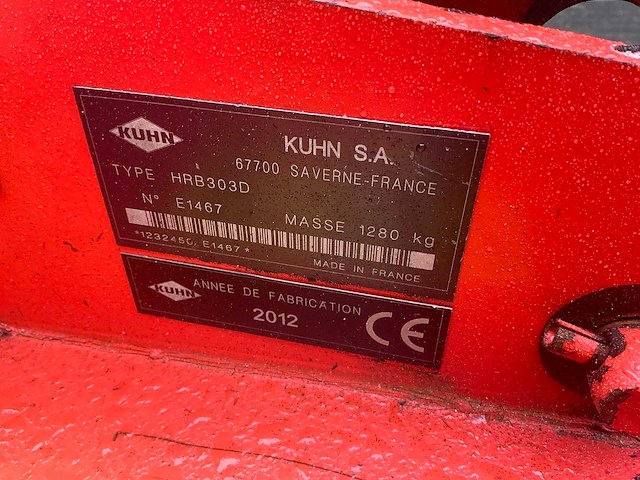 KUHN
KUHN S.A.
67700 SAVERNE-FRANCE
TYPE HRB303D
N° E1467
MASSE 1280 kg
*1232450. E1467*
MADE IN FRANCE
KUHN
ANNEE DE FABRICATION
2012
CE